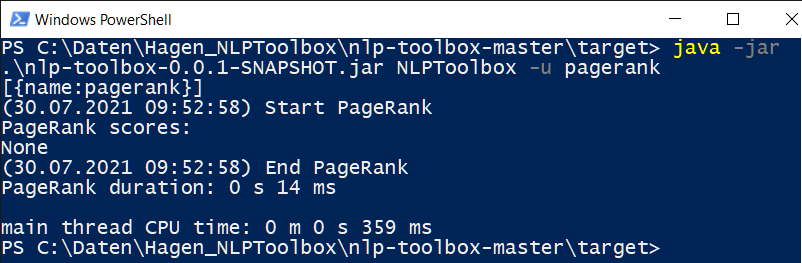 Windows PowerShell
PS C:\Daten\Hagen_NLPToolbox\nlp-toolbox-master\target> java -jar
.\nlp-toolbox-0.0.1-SNAPSHOT.jar NLPToolbox -u pagerank
[{name:pagerank}]
(30.07.2021 09:52:58) Start PageRank
PageRank scores:
None
(30.07.2021 09:52:58) End PageRank
PageRank duration: 0 s 14 ms

main thread CPU time: 0 m 0 s 359 ms
PS C:\Daten\Hagen_NLPToolbox\nlp-toolbox-master\target>